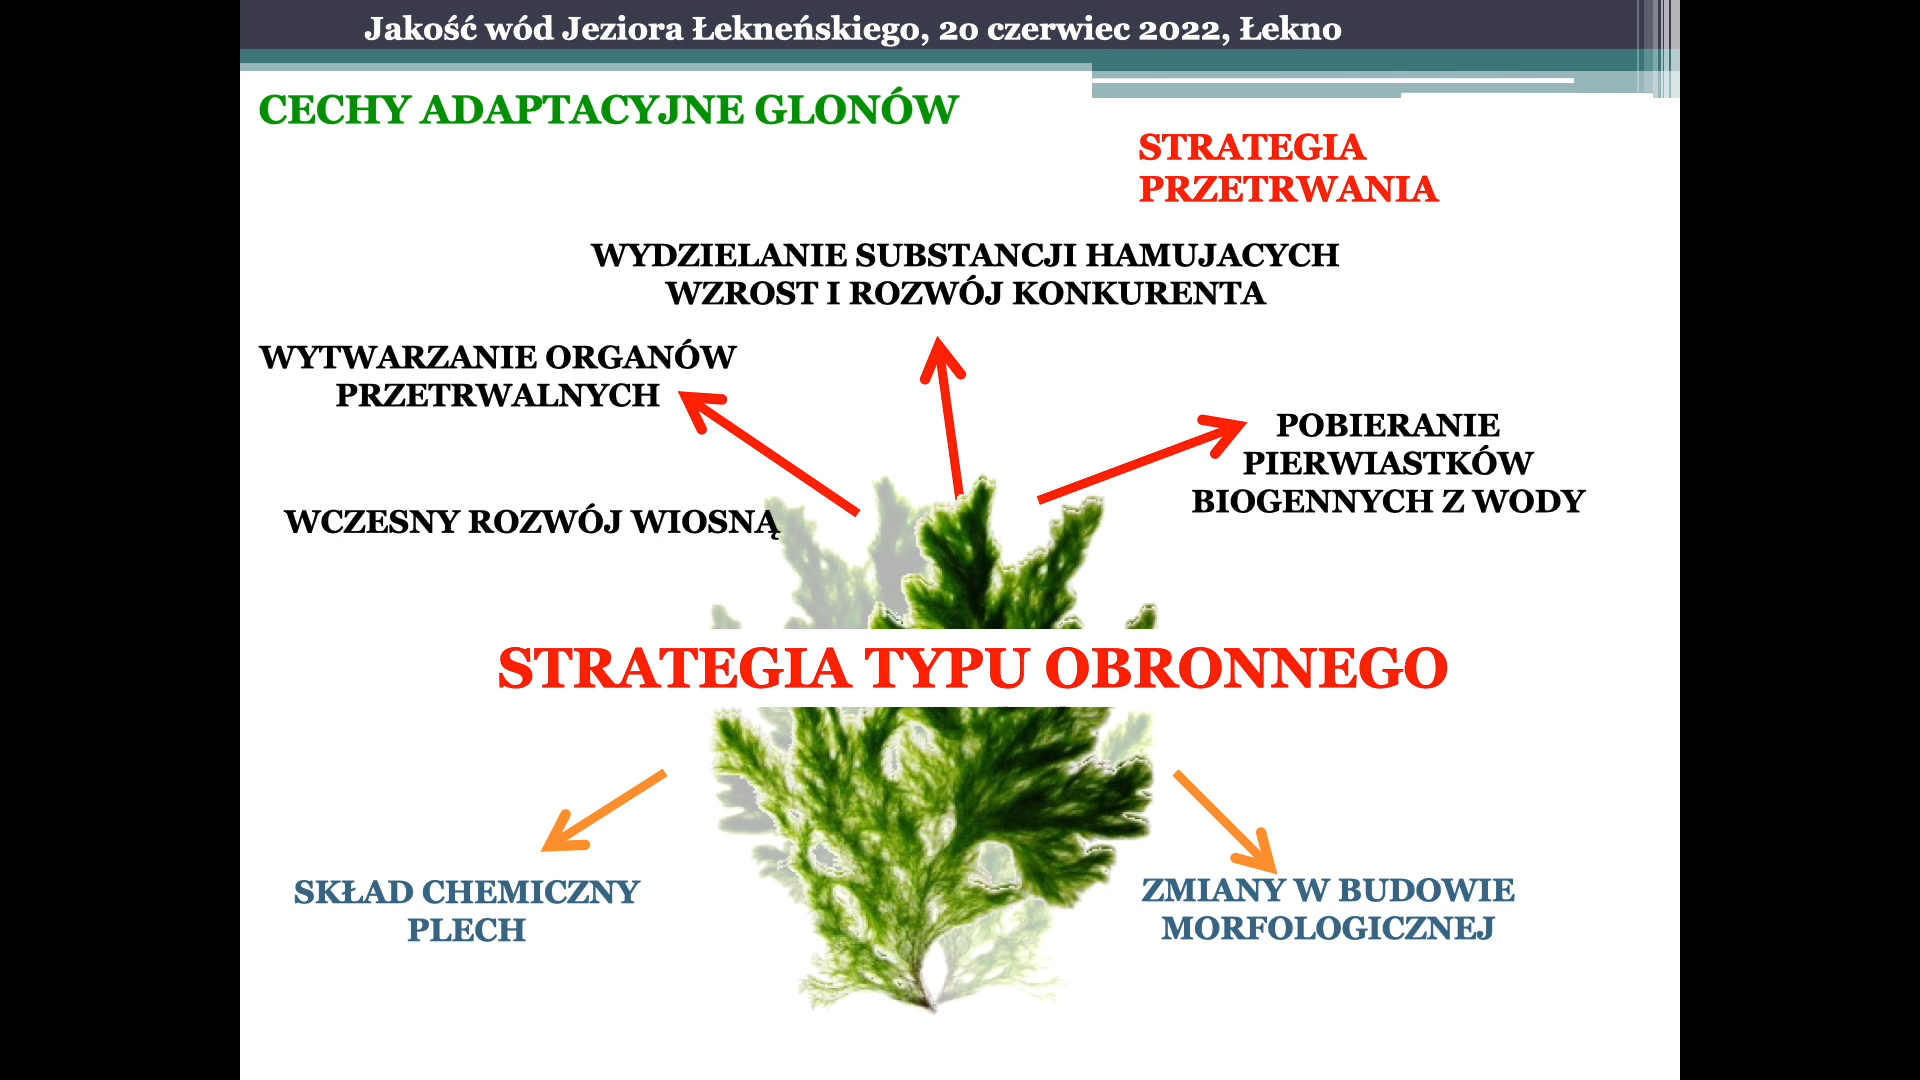 Jakość wód Jeziora Łekneńskiego, 20 czerwiec 2022, Łekno
CECHY ADAPTACYJNE GLONÓW
STRATEGIA
PRZETRWANIA
WYDZIELANIE SUBSTANCJI HAMUJACYCH
WZROST I ROZWÓJ KONKURENTA
WYTWARZANIE ORGANÓW
PRZETRWALNYCH
POBIERANIE
PIERWIASTKÓW
BIOGENNYCH Z WODY
WCZESNY ROZWÓJ WIOSNĄ
STRATEGIA TYPU OBRONNEGO
SKŁAD CHEMICZNY
PLECH
ZMIANY W BUDOWIE
MORFOLOGICZNEJ